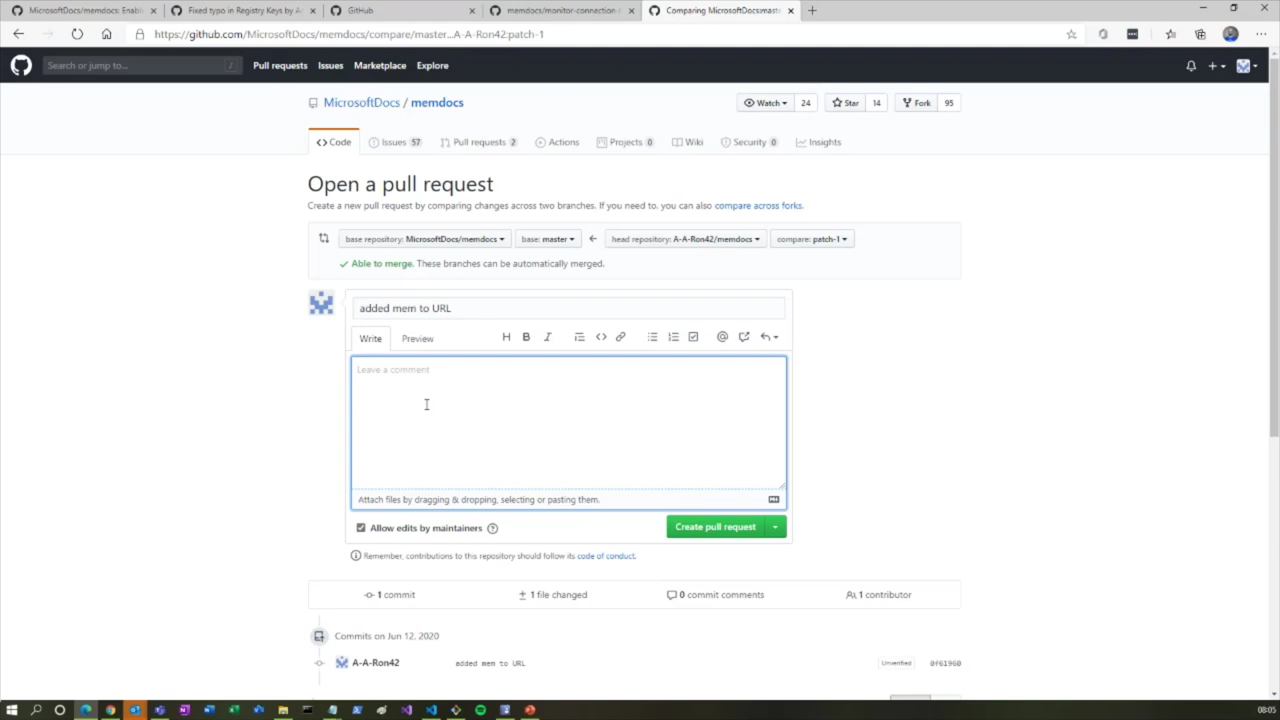 MicrosoftDocs/memdocs: Enabl
Fixed typo in Registry Keys by A
GitHub
memdocs/monitor-connection-
Comparing MicrosoftDocs:maste
https://github.com/MicrosoftDocs/memdocs/compare/master...A-A-Ron42:patch-1
Search or jump to... /
Pull requests Issues Marketplace Explore
MicrosoftDocs / memdocs
Watch 24 Star 14 Fork 95
Code Issues 57 Pull requests 2 Actions Projects 0 Wiki Security 0 Insights
Open a pull request
Create a new pull request by comparing changes across two branches. If you need to, you can also compare across forks.
base repository: MicrosoftDocs/memdocs base: master head repository: A-A-Ron42/memdocs compare: patch-1
Able to merge. These branches can be automatically merged.
added mem to URL
Write Preview H B I
Leave a comment
Attach files by dragging & dropping, selecting or pasting them.
Allow edits by maintainers Create pull request
Remember, contributions to this repository should follow its code of conduct.
1 commit 1 file changed 0 commit comments 1 contributor
Commits on Jun 12, 2020
A-A-Ron42 added mem to URL Unverified 0f61960
08:05